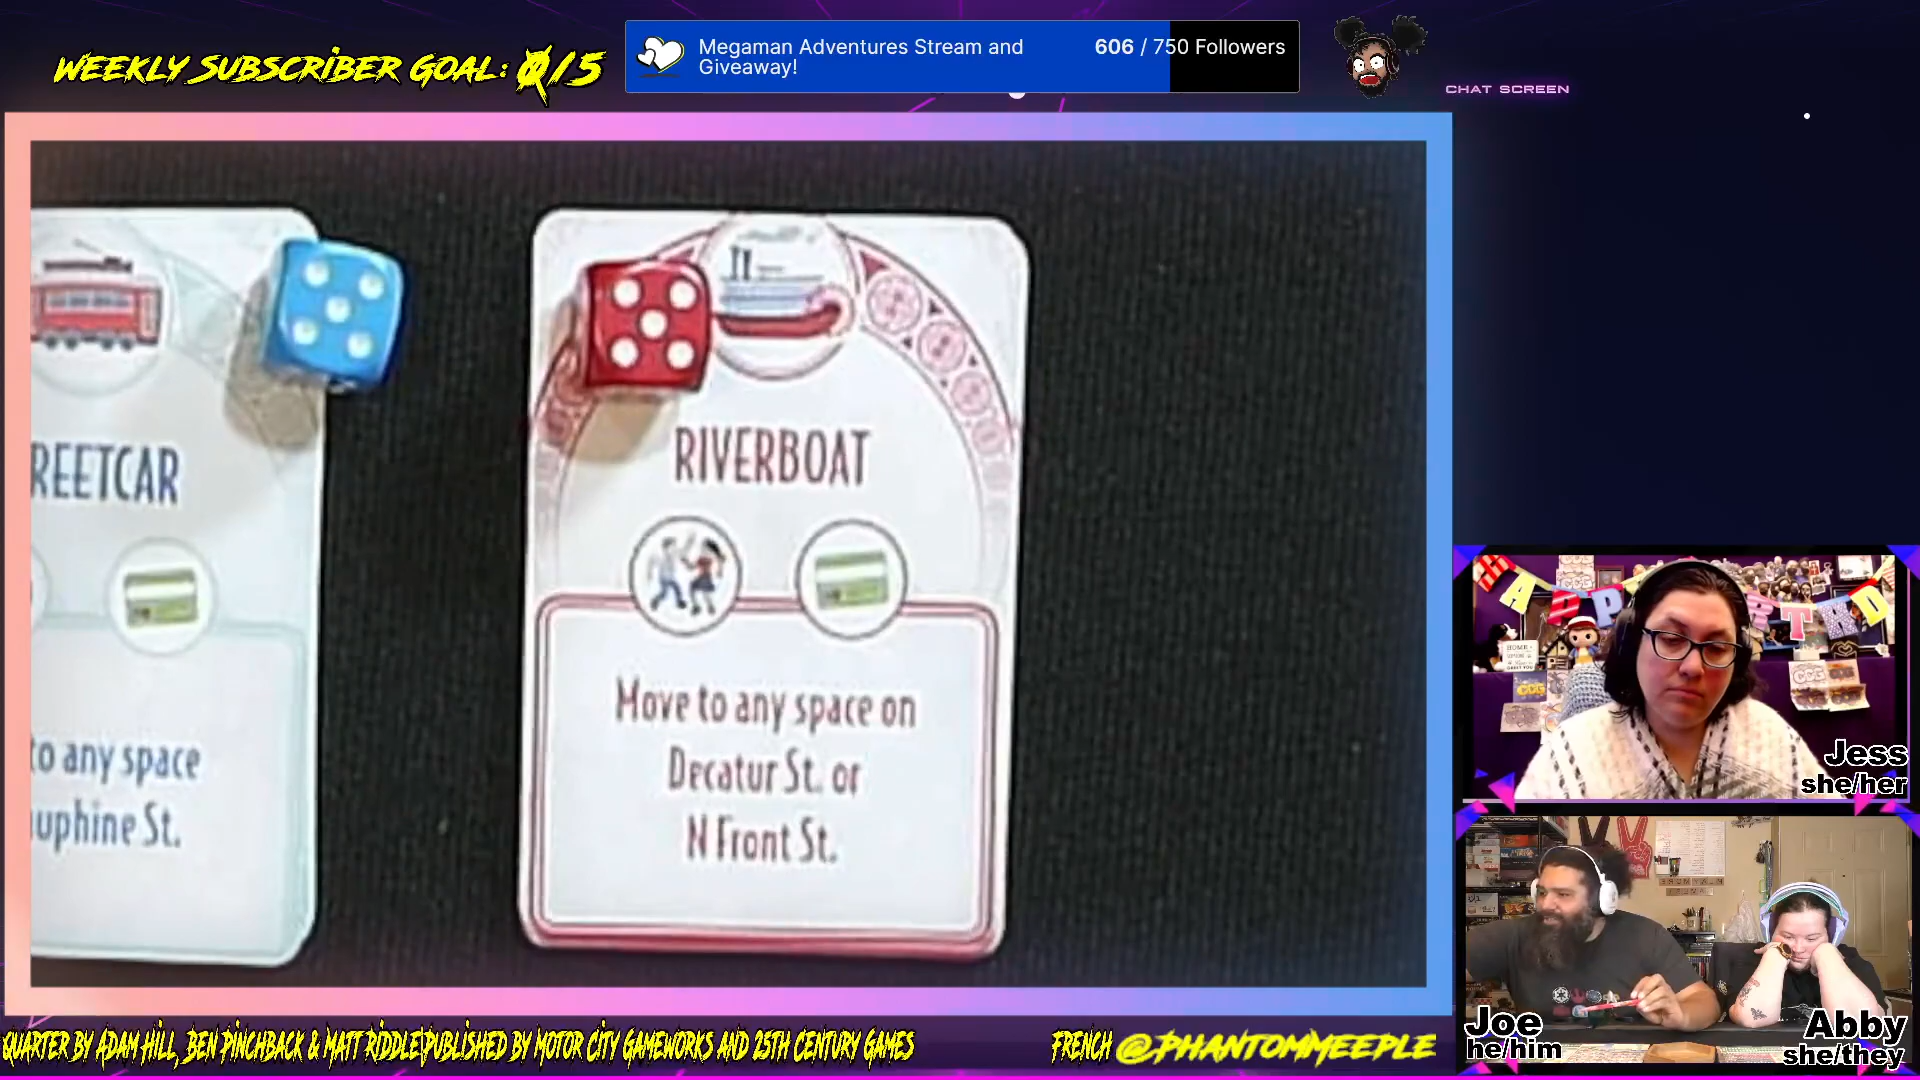 WEEKLY SUBSCRIBER GOAL: 0/5
Megaman Adventures Stream and
Giveaway!
606 / 750 Followers
CHAT SCREEN
REETCAR
to any space
uphine St.
RIVERBOAT
Move to any space on
Decatur St. or
N Front St.
Jess
she/her
Joe
he/him
Abby
she/they
QUARTER BY ADAM HILL, BEN PINCHBACK & MATT RIDDLE|PUBLISHED BY MOTOR CITY GAMEWORKS AND 25TH CENTURY GAMES
FRENCH
@PHANTOMMEEPLE